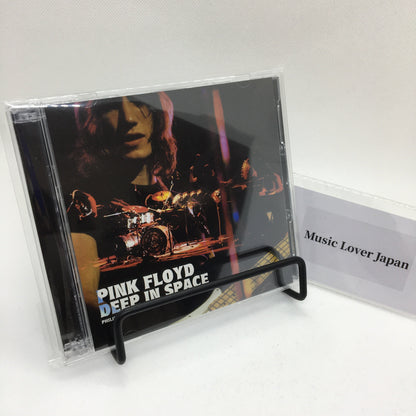 PINK FLOYD
DEEP IN SPACE
Music Lover Japan